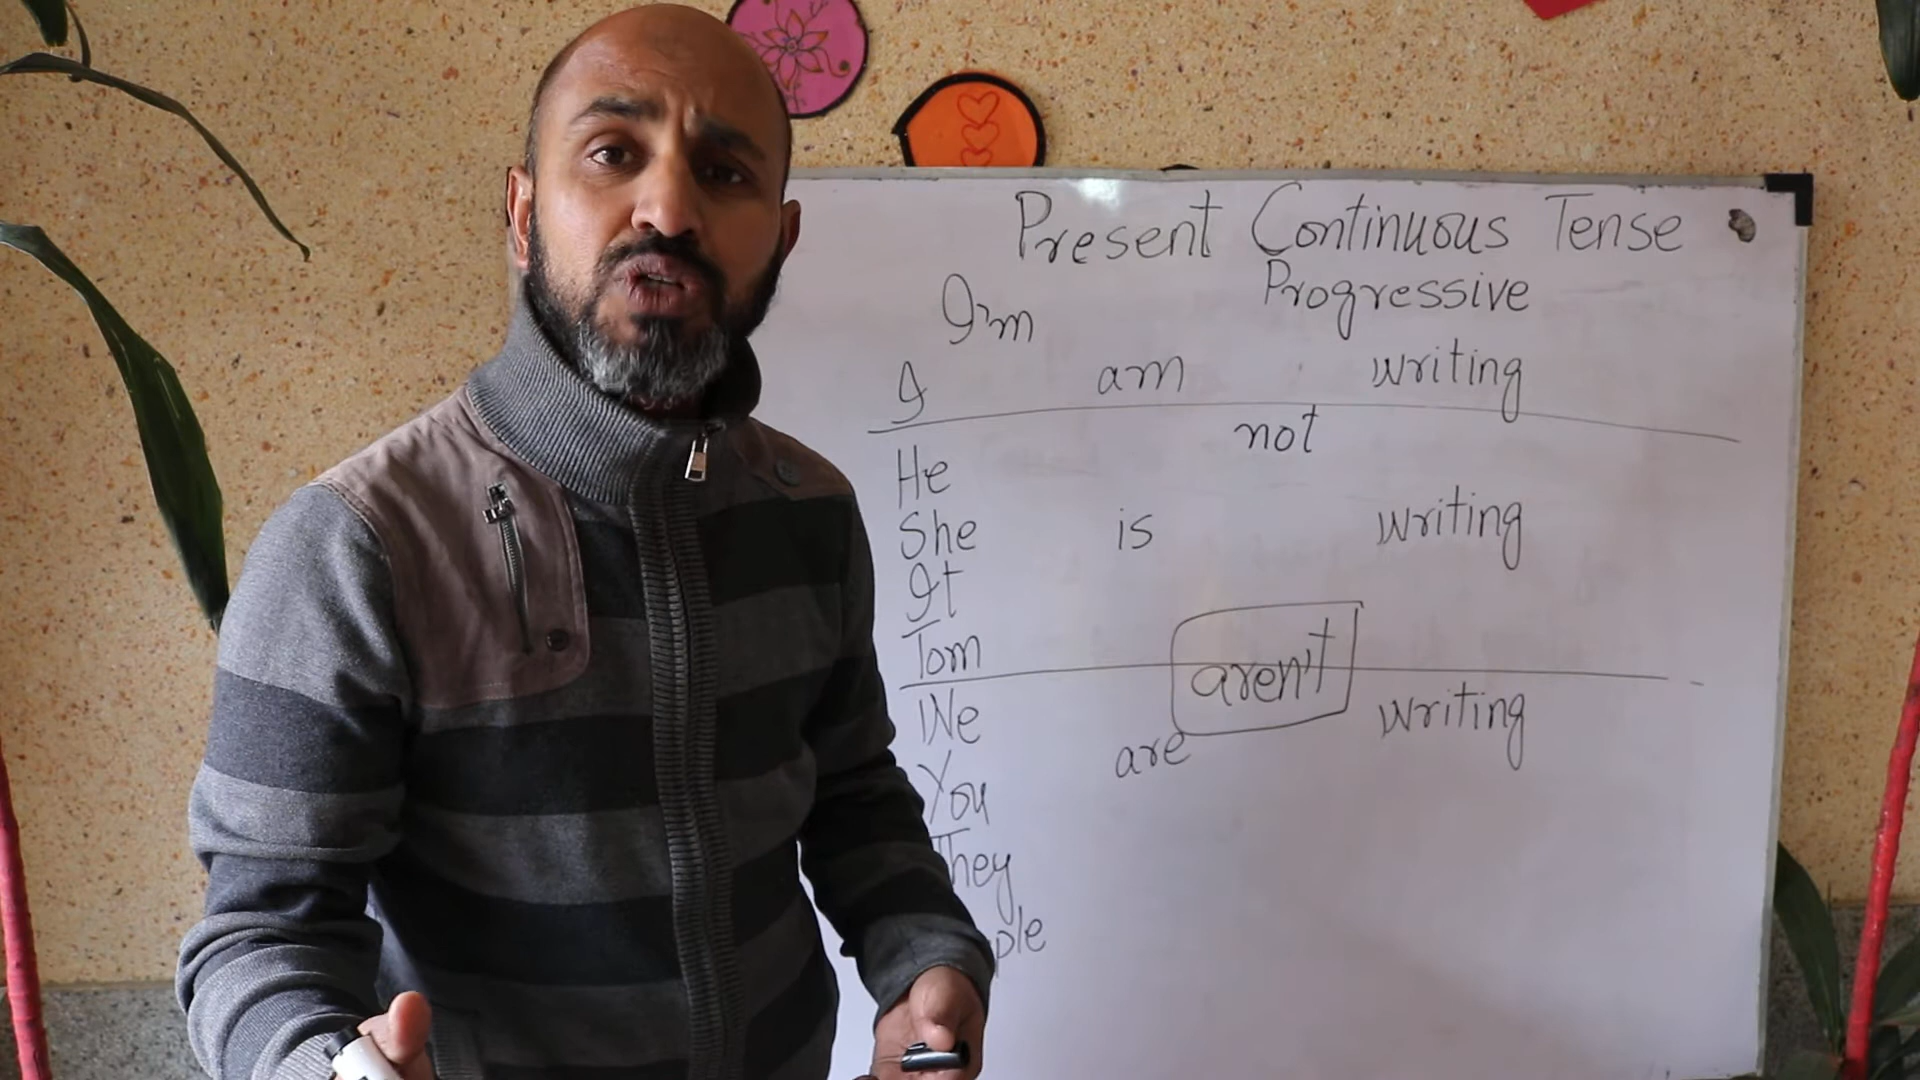 Present Continuous Tense
Progressive
I'm
I am writing
not
He
She is writing
It
Tom
aren't
We writing
are
You
They